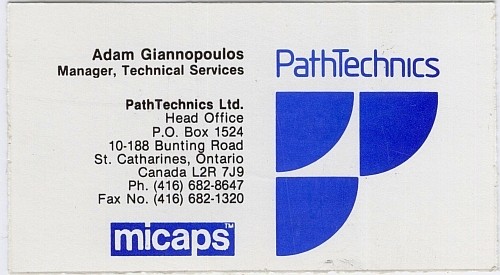 Adam Giannopoulos
Manager, Technical Services
PathTechnics Ltd.
Head Office
P.O. Box 1524
10-188 Bunting Road
St. Catharines, Ontario
Canada L2R 7J9
Ph. (416) 682-8647
Fax No. (416) 682-1320
micaps™
PathTechnics